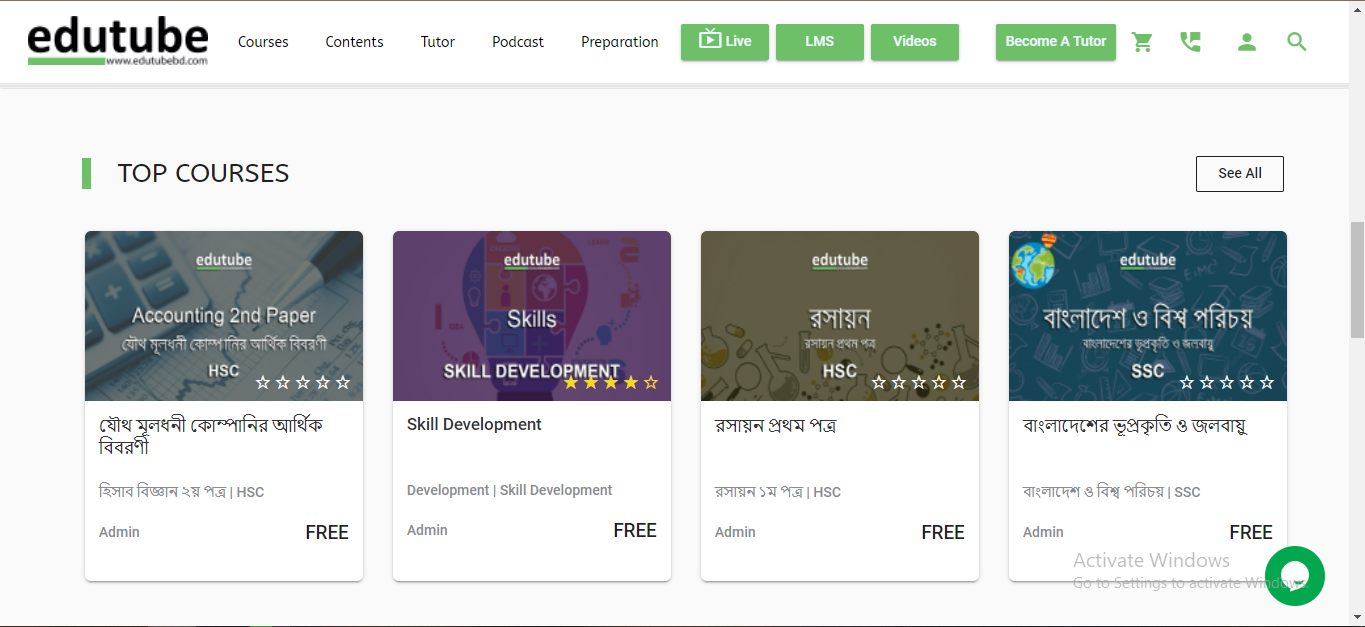 edutube
www.edutubebd.com
Courses
Contents
Tutor
Podcast
Preparation
Live
LMS
Videos
Become A Tutor
TOP COURSES
See All
edutube
Accounting 2nd Paper
যৌথ মূলধনী কোম্পানির আর্থিক বিবরণী
HSC
যৌথ মূলধনী কোম্পানির আর্থিক
বিবরণী
হিসাব বিজ্ঞান ২য় পত্র | HSC
Admin
FREE
edutube
LEARN
IDEA
Skills
SKILL DEVELOPMENT
Skill Development
Development | Skill Development
Admin
FREE
edutube
রসায়ন
রসায়ন প্রথম পত্র
HSC
রসায়ন প্রথম পত্র
রসায়ন ১ম পত্র | HSC
Admin
FREE
edutube
বাংলাদেশ ও বিশ্ব পরিচয়
বাংলাদেশের ভূপ্রকৃতি ও জলবায়ু
SSC
বাংলাদেশের ভূপ্রকৃতি ও জলবায়ু
বাংলাদেশ ও বিশ্ব পরিচয় | SSC
Admin
FREE
Activate Windows
Go to Settings to activate Windows.